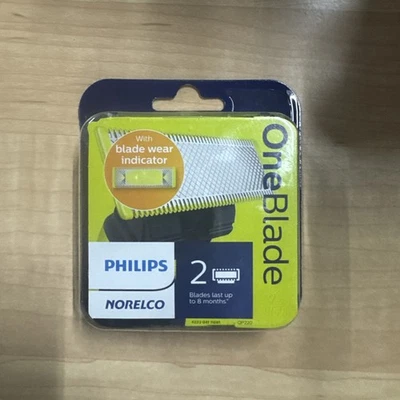 With
blade wear
indicator
OneBlade
PHILIPS
NORELCO
2
Blades last up
to 8 months*